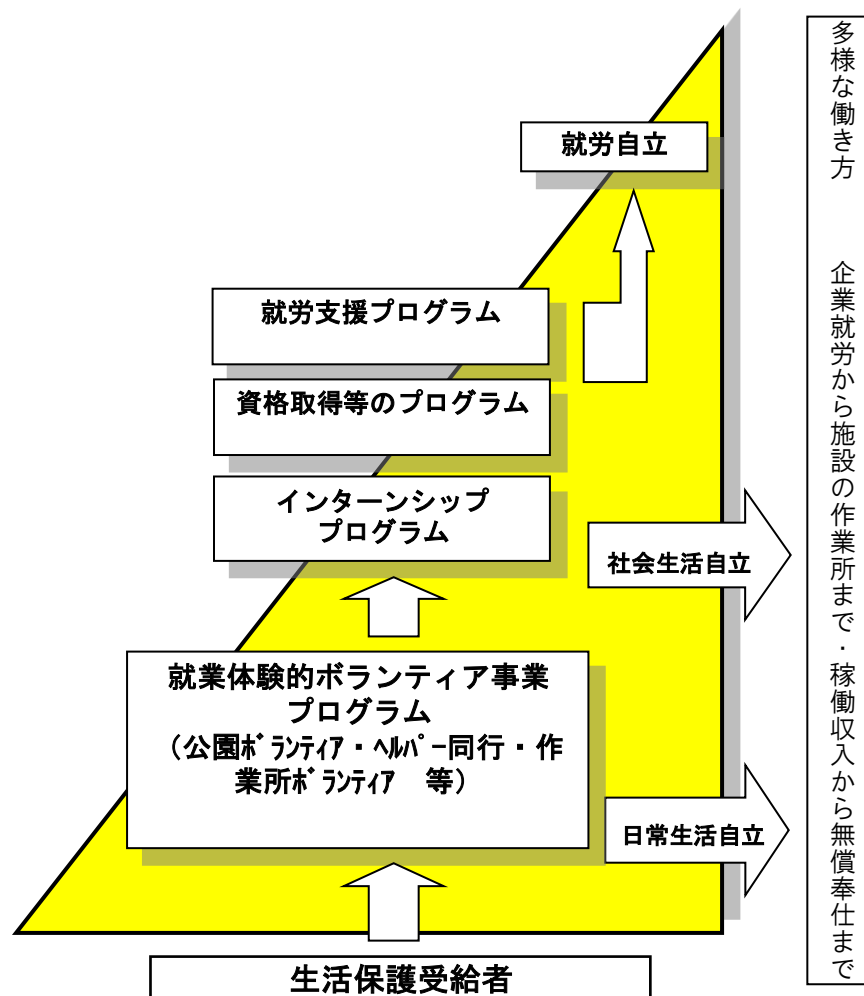 就労自立
就労支援プログラム
資格取得等のプログラム
インターンシップ
プログラム
社会生活自立
就業体験的ボランティア事業
プログラム
（公園ﾎﾞﾗﾝﾃｨｱ・ﾍﾙﾊﾟｰ同行・作
業所ﾎﾞﾗﾝﾃｨｱ　等）
日常生活自立
生活保護受給者
多様な働き方　　企業就労から施設の作業所まで・稼働収入から無償奉仕まで